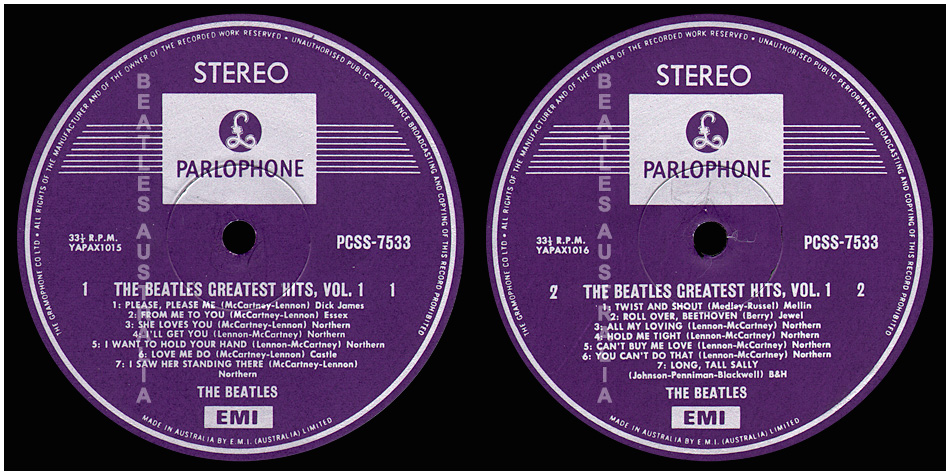 THE GRAMOPHONE CO LTD • ALL RIGHTS OF THE MANUFACTURER AND OF THE OWNER OF THE RECORDED WORK RESERVED • UNAUTHORISED PUBLIC PERFORMANCE BROADCASTING AND COPYING OF THIS RECORD PROHIBITED
STEREO
£
PARLOPHONE
33⅓ R.P.M.
YAPAX1015
PCSS-7533
1 THE BEATLES GREATEST HITS, VOL. 1 1
1: PLEASE, PLEASE ME (McCartney-Lennon) Dick James
2: FROM ME TO YOU (McCartney-Lennon) Essex
3: SHE LOVES YOU (McCartney-Lennon) Northern
4: I'LL GET YOU (McCartney-Lennon) Northern
5: I WANT TO HOLD YOUR HAND (Lennon-McCartney) Northern
6: LOVE ME DO (McCartney-Lennon) Castle
7: I SAW HER STANDING THERE (McCartney-Lennon)
Northern
THE BEATLES
EMI
MADE IN AUSTRALIA BY E.M.I. (AUSTRALIA) LIMITED
BEATLES AUSTRALIA
THE GRAMOPHONE CO LTD • ALL RIGHTS OF THE MANUFACTURER AND OF THE OWNER OF THE RECORDED WORK RESERVED • UNAUTHORISED PUBLIC PERFORMANCE BROADCASTING AND COPYING OF THIS RECORD PROHIBITED
STEREO
£
PARLOPHONE
33⅓ R.P.M.
YAPAX1016
PCSS-7533
2 THE BEATLES GREATEST HITS, VOL. 1 2
1: TWIST AND SHOUT (Medley-Russel) Mellin
2: ROLL OVER, BEETHOVEN (Berry) Jewel
3: ALL MY LOVING (Lennon-McCartney) Northern
4: HOLD ME TIGHT (Lennon-McCartney) Northern
5: CAN'T BUY ME LOVE (Lennon-McCartney) Northern
6: YOU CAN'T DO THAT (Lennon-McCartney) Northern
7: LONG, TALL SALLY
(Johnson-Penniman-Blackwell) B&H
THE BEATLES
EMI
MADE IN AUSTRALIA BY E.M.I. (AUSTRALIA) LIMITED